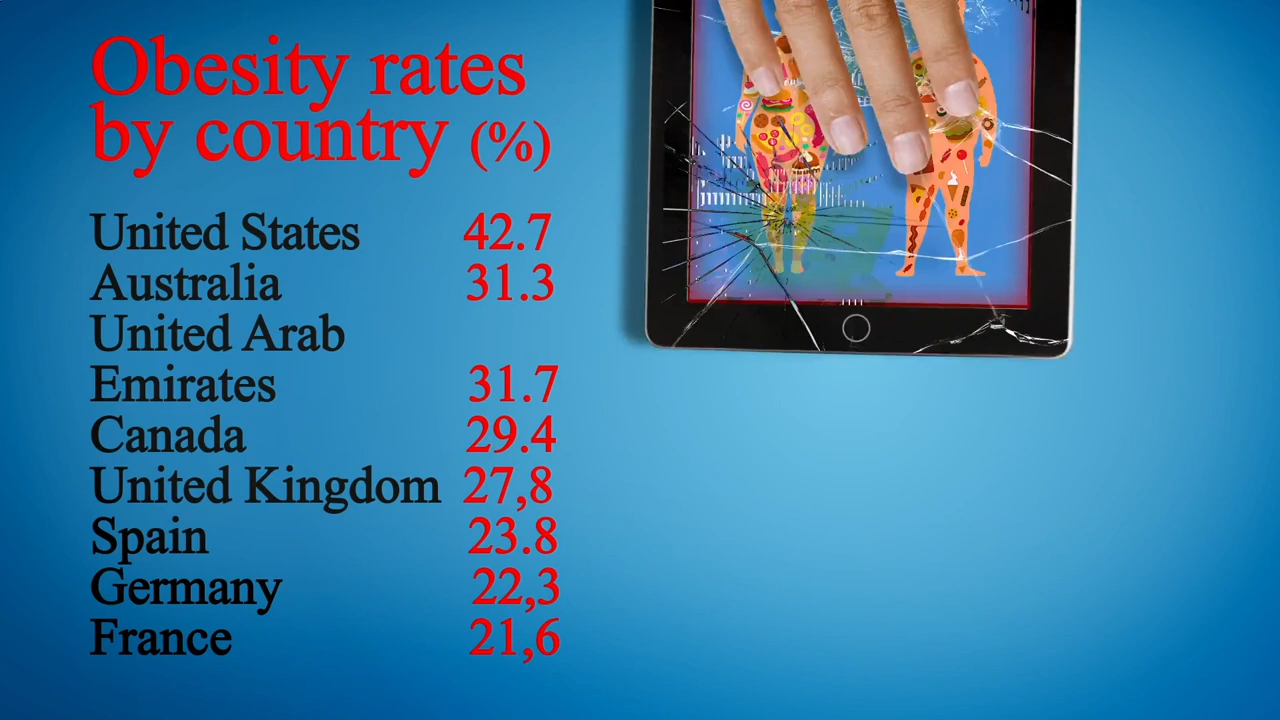 Obesity rates
by country (%)
United States 42.7
Australia 31.3
United Arab
Emirates 31.7
Canada 29.4
United Kingdom 27,8
Spain 23.8
Germany 22,3
France 21,6